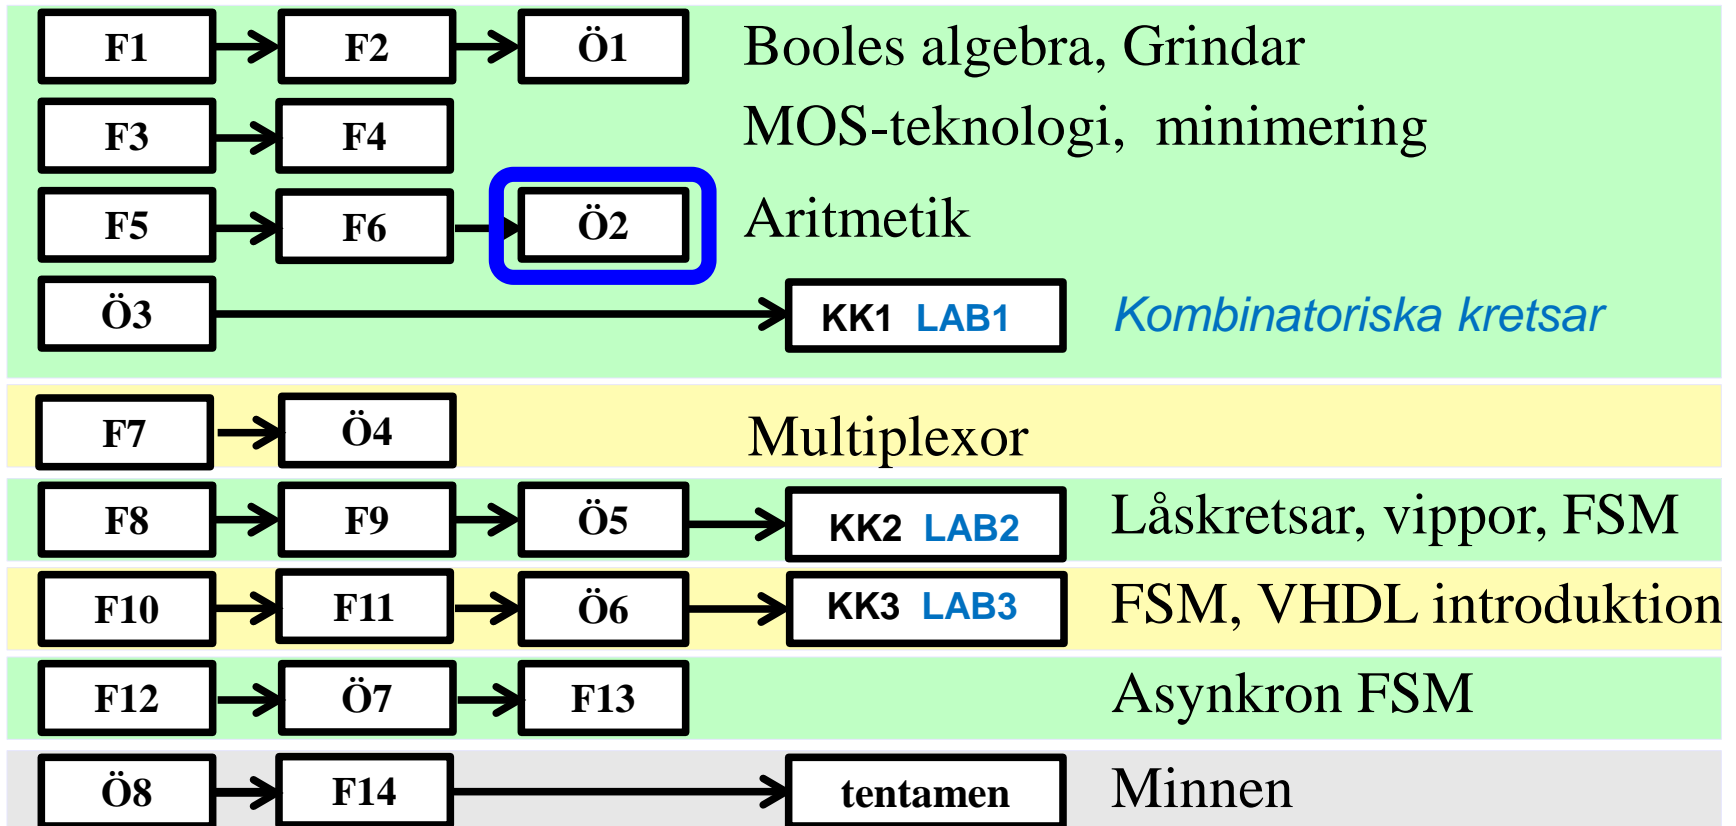 F1 F2 Ö1 Booles algebra, Grindar
F3 F4 MOS-teknologi, minimering
F5 F6 Ö2 Aritmetik
Ö3 KK1 LAB1 Kombinatoriska kretsar
F7 Ö4 Multiplexor
F8 F9 Ö5 KK2 LAB2 Låskretsar, vippor, FSM
F10 F11 Ö6 KK3 LAB3 FSM, VHDL introduktion
F12 Ö7 F13 Asynkron FSM
Ö8 F14 tentamen Minnen